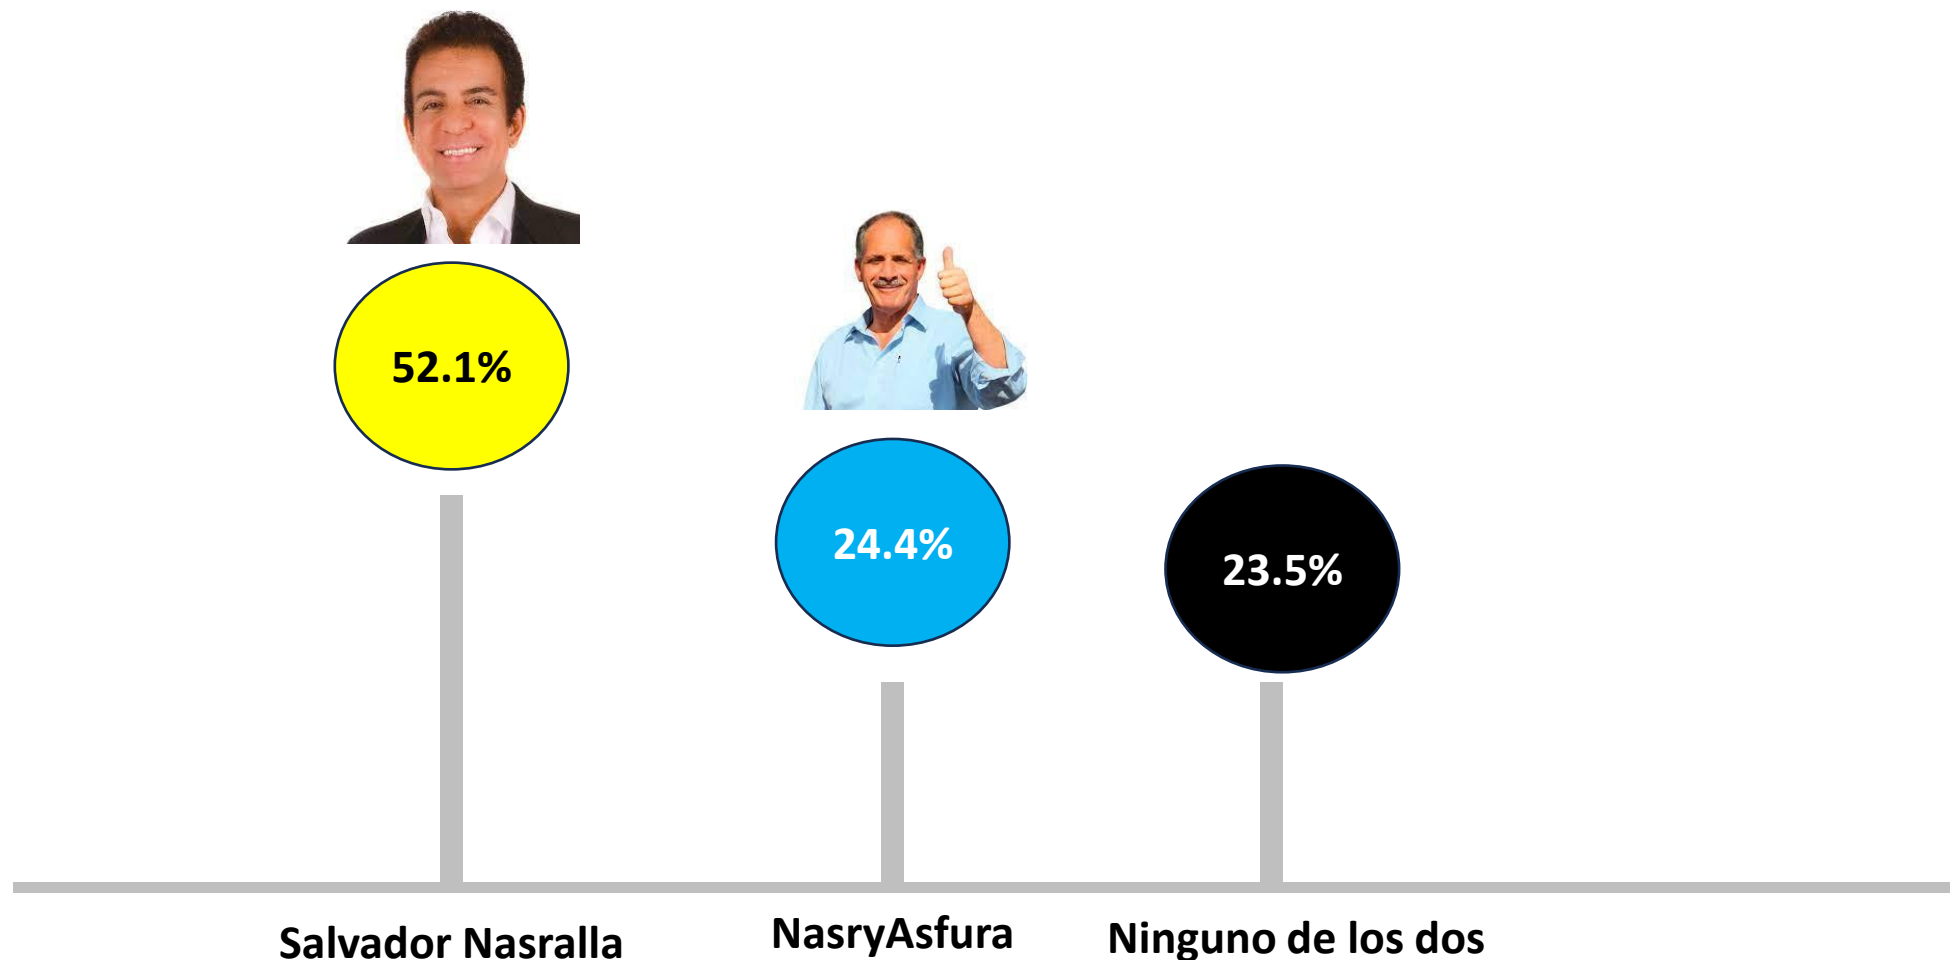 52.1%
24.4%
23.5%
Salvador Nasralla
NasryAsfura
Ninguno de los dos